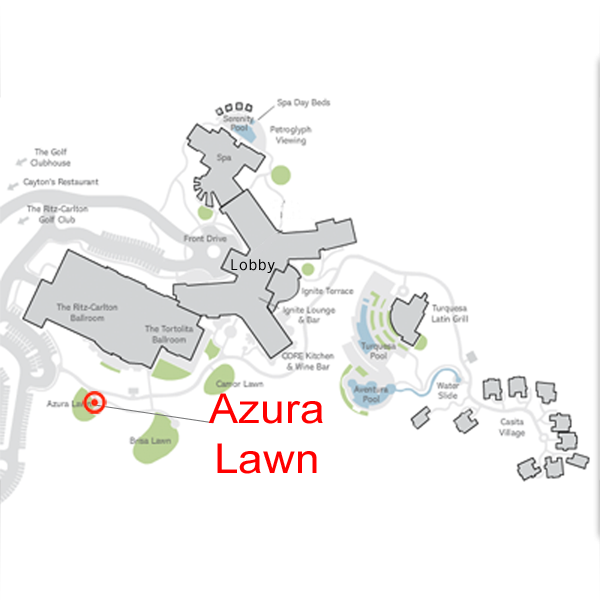 Spa Day Beds
Serenity
Pool
Petroglyph
Viewing
The Golf
Clubhouse
Spa
Cayton's Restaurant
The Ritz-Carlton
Golf Club
Front Drive
Lobby
Ignite Terrace
The Ritz-Carlton
Ballroom
Ignite Lounge
& Bar
Turquesa
Latin Grill
The Tortolita
Ballroom
Turquesa
Pool
CORE Kitchen
& Wine Bar
Camor Lawn
Aventura
Pool
Water
Slide
Azura Lawn
Azura
Lawn
Brisa Lawn
Casita
Village